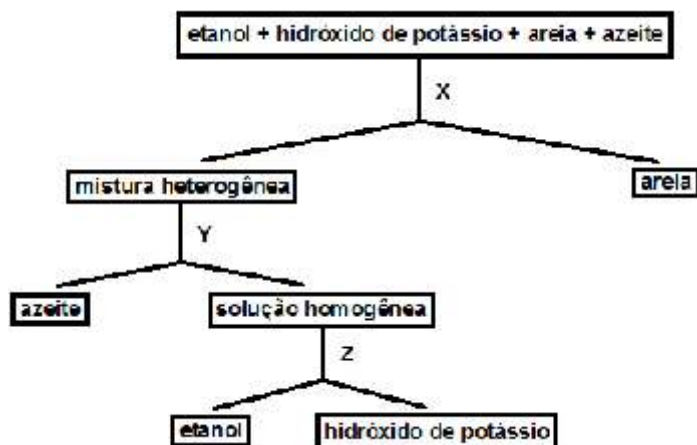 etanol + hidróxido de potássio + areia + azeite
X
mistura heterogênea
areia
Y
azeite
solução homogênea
Z
etanol
hidróxido de potássio